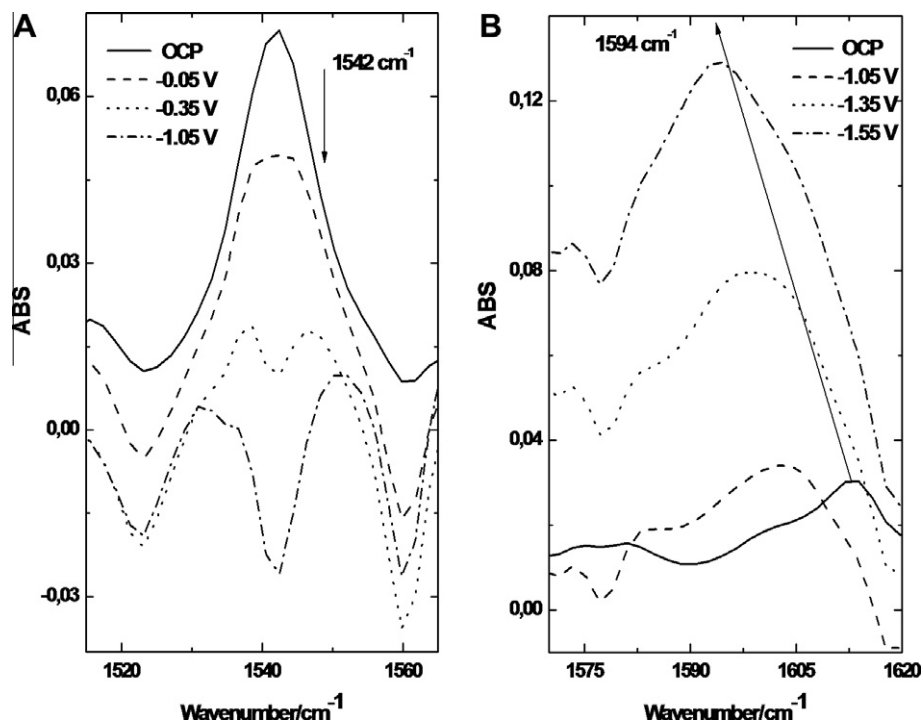 A
OCP
-0.05 V
-0.35 V
-1.05 V
1542 cm⁻¹
0,06
0,03
0,00
-0,03
ABS
1520
1540
1560
Wavenumber/cm⁻¹
B
1594 cm⁻¹
OCP
-1.05 V
-1.35 V
-1.55 V
0,12
0,08
0,04
0,00
ABS
1575
1590
1605
1620
Wavenumber/cm⁻¹